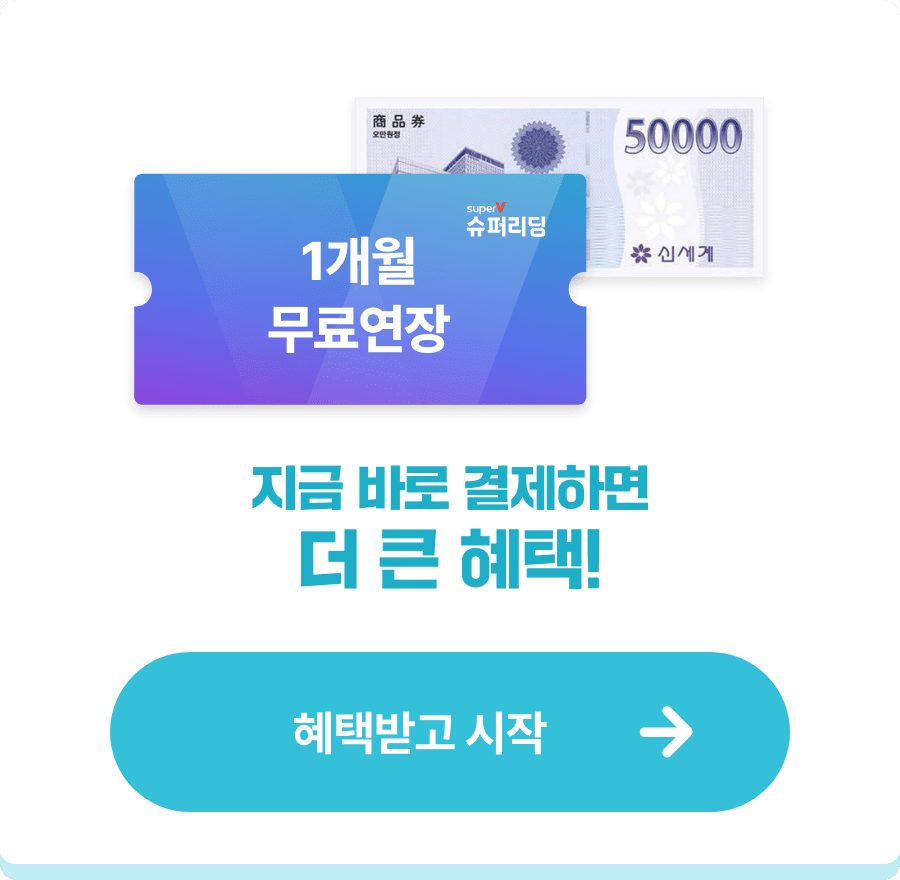 商品券
오만원정
50000
신세계
superV
슈퍼리딩
1개월
무료연장
지금 바로 결제하면
더 큰 혜택!
혜택받고 시작